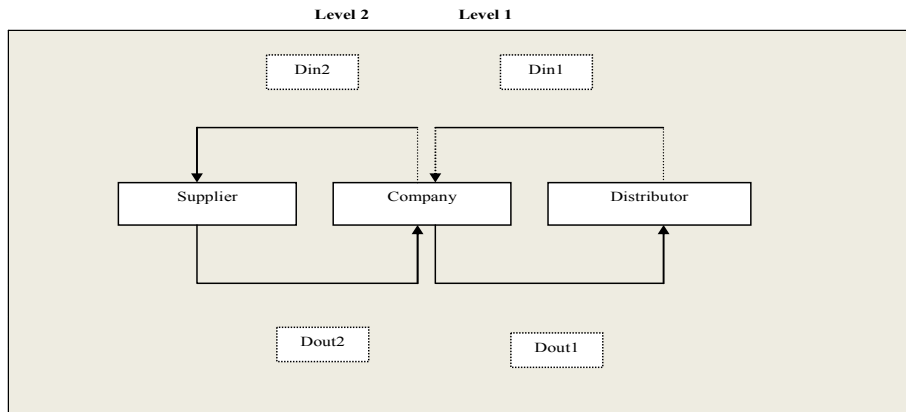 Level 2 Level 1
Din2 Din1
Supplier Company Distributor
Dout2 Dout1